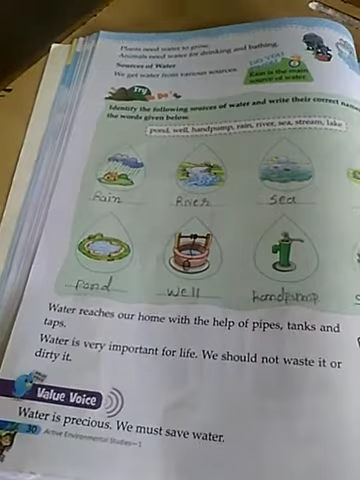 Plants need water to grow.
Animals need water for drinking and bathing.
Sources of Water
We get water from various sources.
DO YOU
Rain is the main
source of water.
Try
Identify the following sources of water and write their correct
the words given below.
pond, well, handpump, rain, river, sea, stream, lake
Rain River Sea
Pond Well handpump
Water reaches our home with the help of pipes, tanks and
taps.
Water is very important for life. We should not waste it or
dirty it.
Value Voice
Water is precious. We must save water.
30 Active Environmental Studies—1